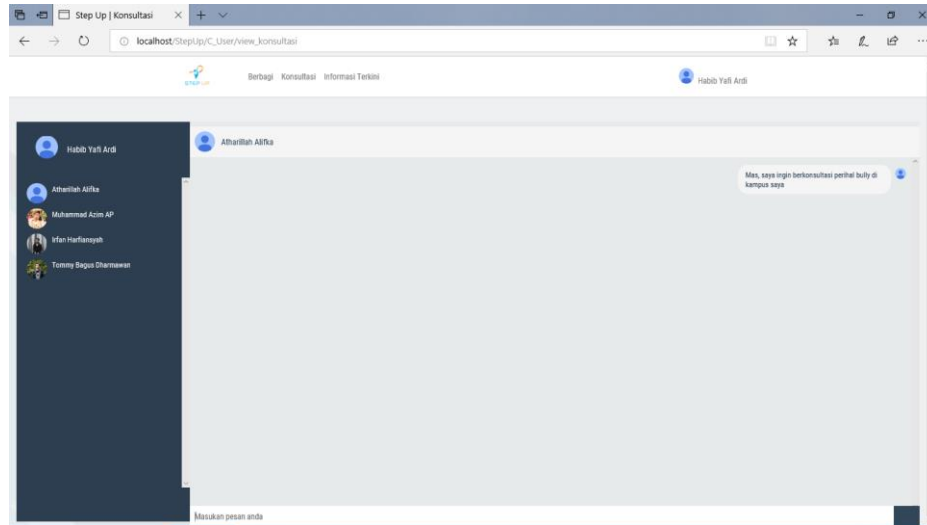 Step Up | Konsultasi
localhost/StepUp/C_User/view_konsultasi
STEP UP
Berbagi Konsultasi Informasi Terkini
Habib Yafi Ardi
Habib Yafi Ardi
Atharillah Alifka
Muhammad Azim AP
Irfan Harfiansyah
Tommy Bagus Dharmawan
Atharillah Alifka
Mas, saya ingin berkonsultasi perihal bully di
kampus saya
Masukan pesan anda